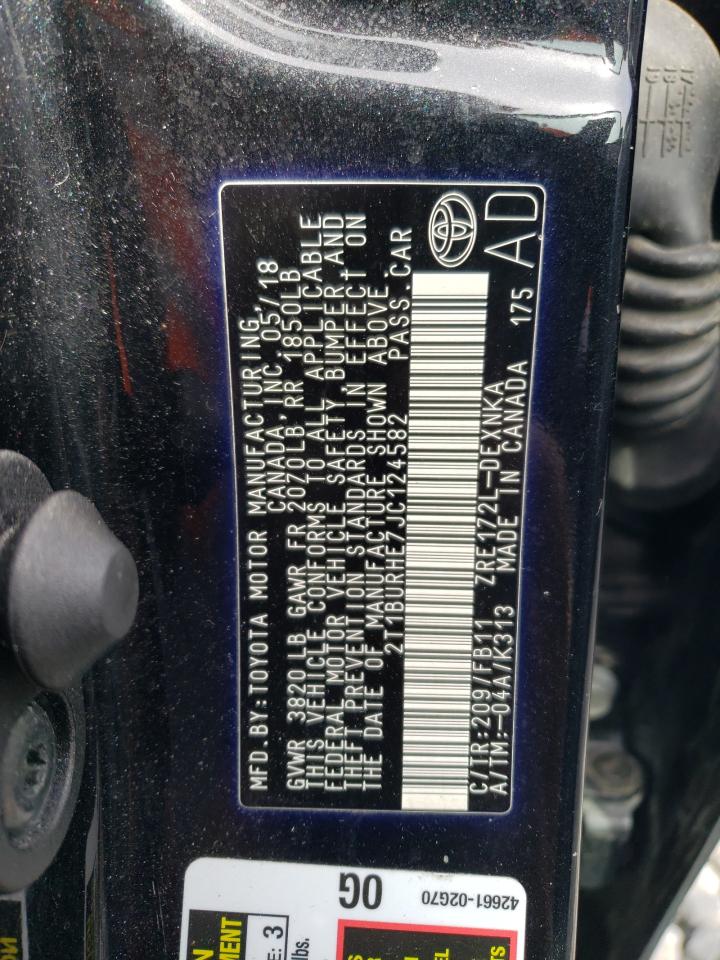 MFD. BY: TOYOTA MOTOR MANUFACTURING
CANADA, INC. 05/18
GVWR 3820LB GAWR FR 2070LB RR 1850LB
THIS VEHICLE CONFORMS TO ALL APPLICABLE
FEDERAL MOTOR VEHICLE SAFETY, BUMPER AND
THEFT PREVENTION STANDARDS IN EFFECT ON
THE DATE OF MANUFACTURE SHOWN ABOVE.
2T1BURHE7JC124582 PASS.CAR
C/TR:209/FB11 ZRE172L-DEXNKA
A/TM:-04A/K313 MADE IN CANADA 175
AD
0G
42661-02G70
MENT
E: 3
lbs.